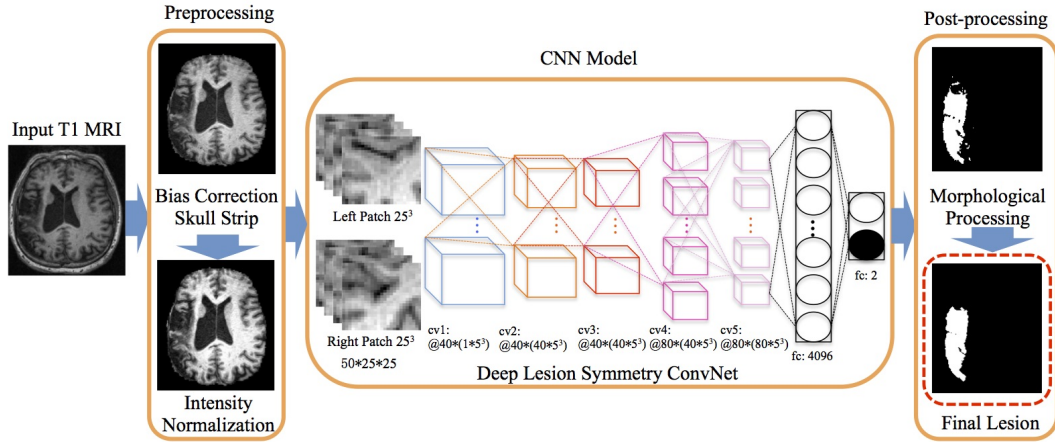 Input T1 MRI
Preprocessing
Bias Correction
Skull Strip
Intensity
Normalization
CNN Model
Left Patch 25³
Right Patch 25³
50*25*25
cv1:
@40*(1*5³)
cv2:
@40*(40*5³)
cv3:
@40*(40*5³)
cv4:
@80*(40*5³)
cv5:
@80*(80*5³)
fc: 4096
fc: 2
Deep Lesion Symmetry ConvNet
Post-processing
Morphological
Processing
Final Lesion